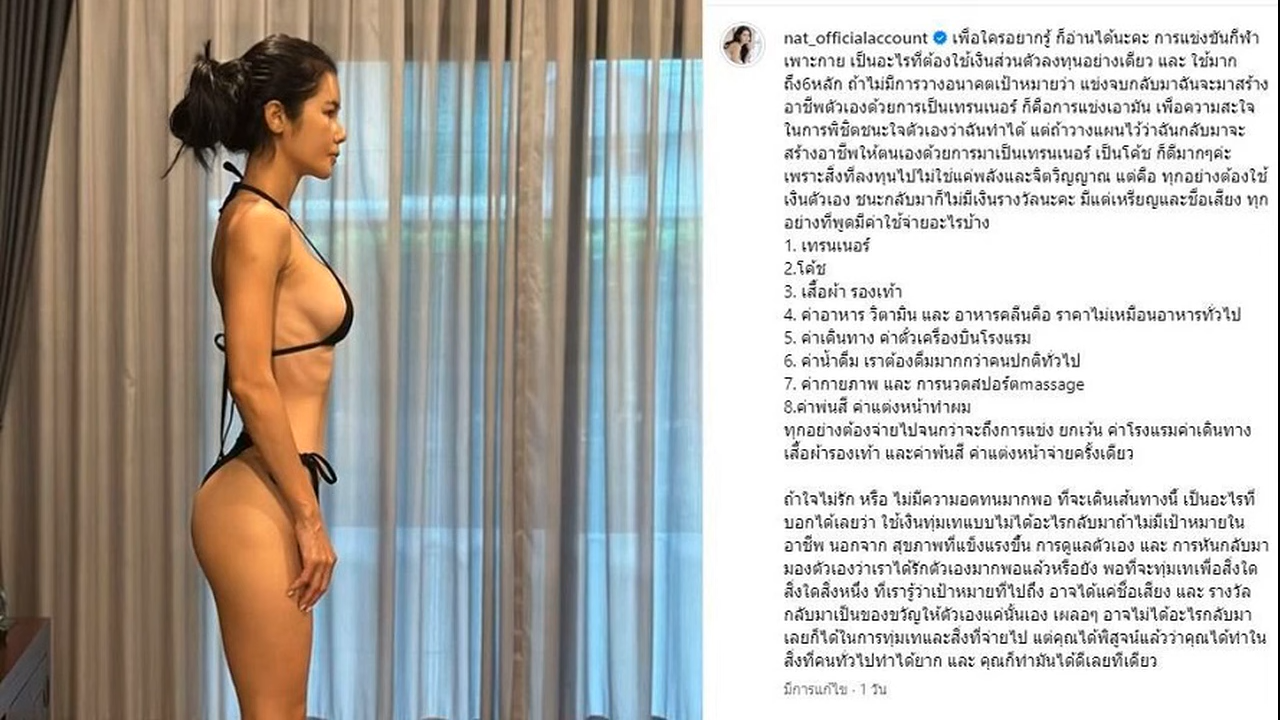 nat_officialaccount เพื่อใครอยากรู้ ก็อ่านได้นะคะ การแข่งขันกีฬา
เพาะกาย เป็นอะไรที่ต้องใช้เงินส่วนตัวลงทุนอย่างเดียว และ ใช้มาก
ถึง6หลัก ถ้าไม่มีการวางอนาคตเป้าหมายว่า แข่งจบกลับมาฉันจะมาสร้าง
อาชีพตัวเองด้วยการเป็นเทรนเนอร์ ก็คือการแข่งเอามัน เพื่อความสะใจ
ในการพิชิตชนะใจตัวเองว่าฉันทำได้ แต่ถ้าวางแผนไว้ว่าฉันกลับมาจะ
สร้างอาชีพให้ตนเองด้วยการมาเป็นเทรนเนอร์ เป็นโค้ช ก็ดีมากๆค่ะ
เพราะสิ่งที่ลงทุนไปไม่ใช่แค่พลังและจิตวิญญาณ แต่คือ ทุกอย่างต้องใช้
เงินตัวเอง ชนะกลับมาก็ไม่มีเงินรางวัลนะคะ มีแต่เหรียญและชื่อเสียง ทุก
อย่างที่พูดมีค่าใช้จ่ายอะไรบ้าง
1. เทรนเนอร์
2.โค้ช
3. เสื้อผ้า รองเท้า
4. ค่าอาหาร วิตามิน และ อาหารคลีนคือ ราคาไม่เหมือนอาหารทั่วไป
5. ค่าเดินทาง ค่าตั๋วเครื่องบินโรงแรม
6. ค่าน้ำดื่ม เราต้องดื่มมากกว่าคนปกติทั่วไป
7. ค่ากายภาพ และ การนวดสปอร์ตmassage
8.ค่าพ่นสี ค่าแต่งหน้าทำผม
ทุกอย่างต้องจ่ายไปจนกว่าจะถึงการแข่ง ยกเว้น ค่าโรงแรมค่าเดินทาง
เสื้อผ้ารองเท้า และค่าพ้นสี ค่าแต่งหน้าจ่ายครั้งเดียว
ถ้าใจไม่รัก หรือ ไม่มีความอดทนมากพอ ที่จะเดินเส้นทางนี้ เป็นอะไรที่
บอกได้เลยว่า ใช้เงินทุ่มเทแบบไม่ได้อะไรกลับมาถ้าไม่มีเป้าหมายใน
อาชีพ นอกจาก สุขภาพที่แข็งแรงขึ้น การดูแลตัวเอง และ การหันกลับมา
มองตัวเองว่าเราได้รักตัวเองมากพอแล้วหรือยัง พอที่จะทุ่มเทเพื่อสิ่งใด
สิ่งใดสิ่งหนึ่ง ที่เรารู้ว่าเป้าหมายที่ไปถึง อาจได้แค่ชื่อเสียง และ รางวัล
กลับมาเป็นของขวัญให้ตัวเองแค่นั้นเอง เผลอๆ อาจไม่ได้อะไรกลับมา
เลยก็ได้ในการทุ่มเทและสิ่งที่จ่ายไป แต่คุณได้พิสูจน์แล้วว่าคุณได้ทำใน
สิ่งที่คนทั่วไปทำได้ยาก และ คุณก็ทำมันได้ดีเลยทีเดียว
มีการแก้ไข · 1 วัน